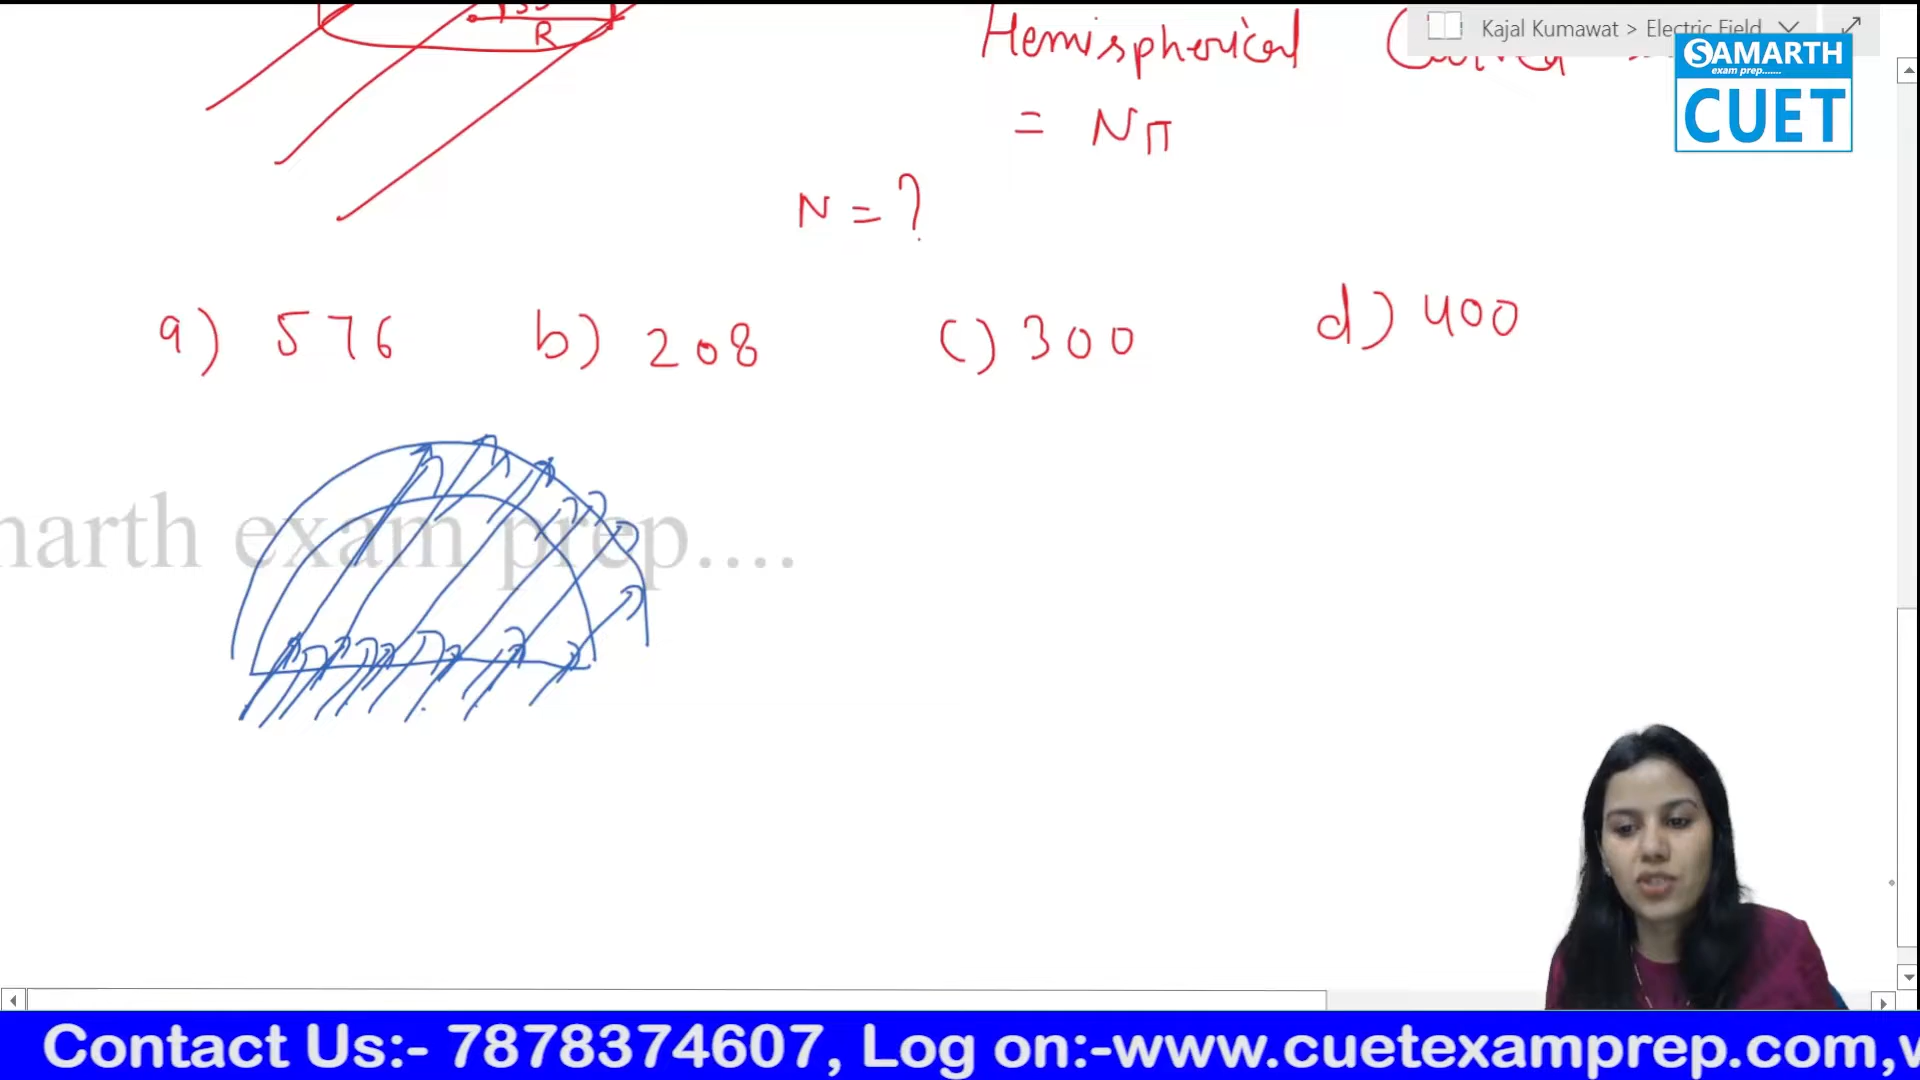 R
Hemispherical
Kajal Kumawat > Electric Field
SAMARTH
exam prep......
CUET
= Nπ
N = ?
a) 576 b) 208 c) 300 d) 400
marth exam prep....
Contact Us:- 7878374607, Log on:-www.cuetexamprep.com,